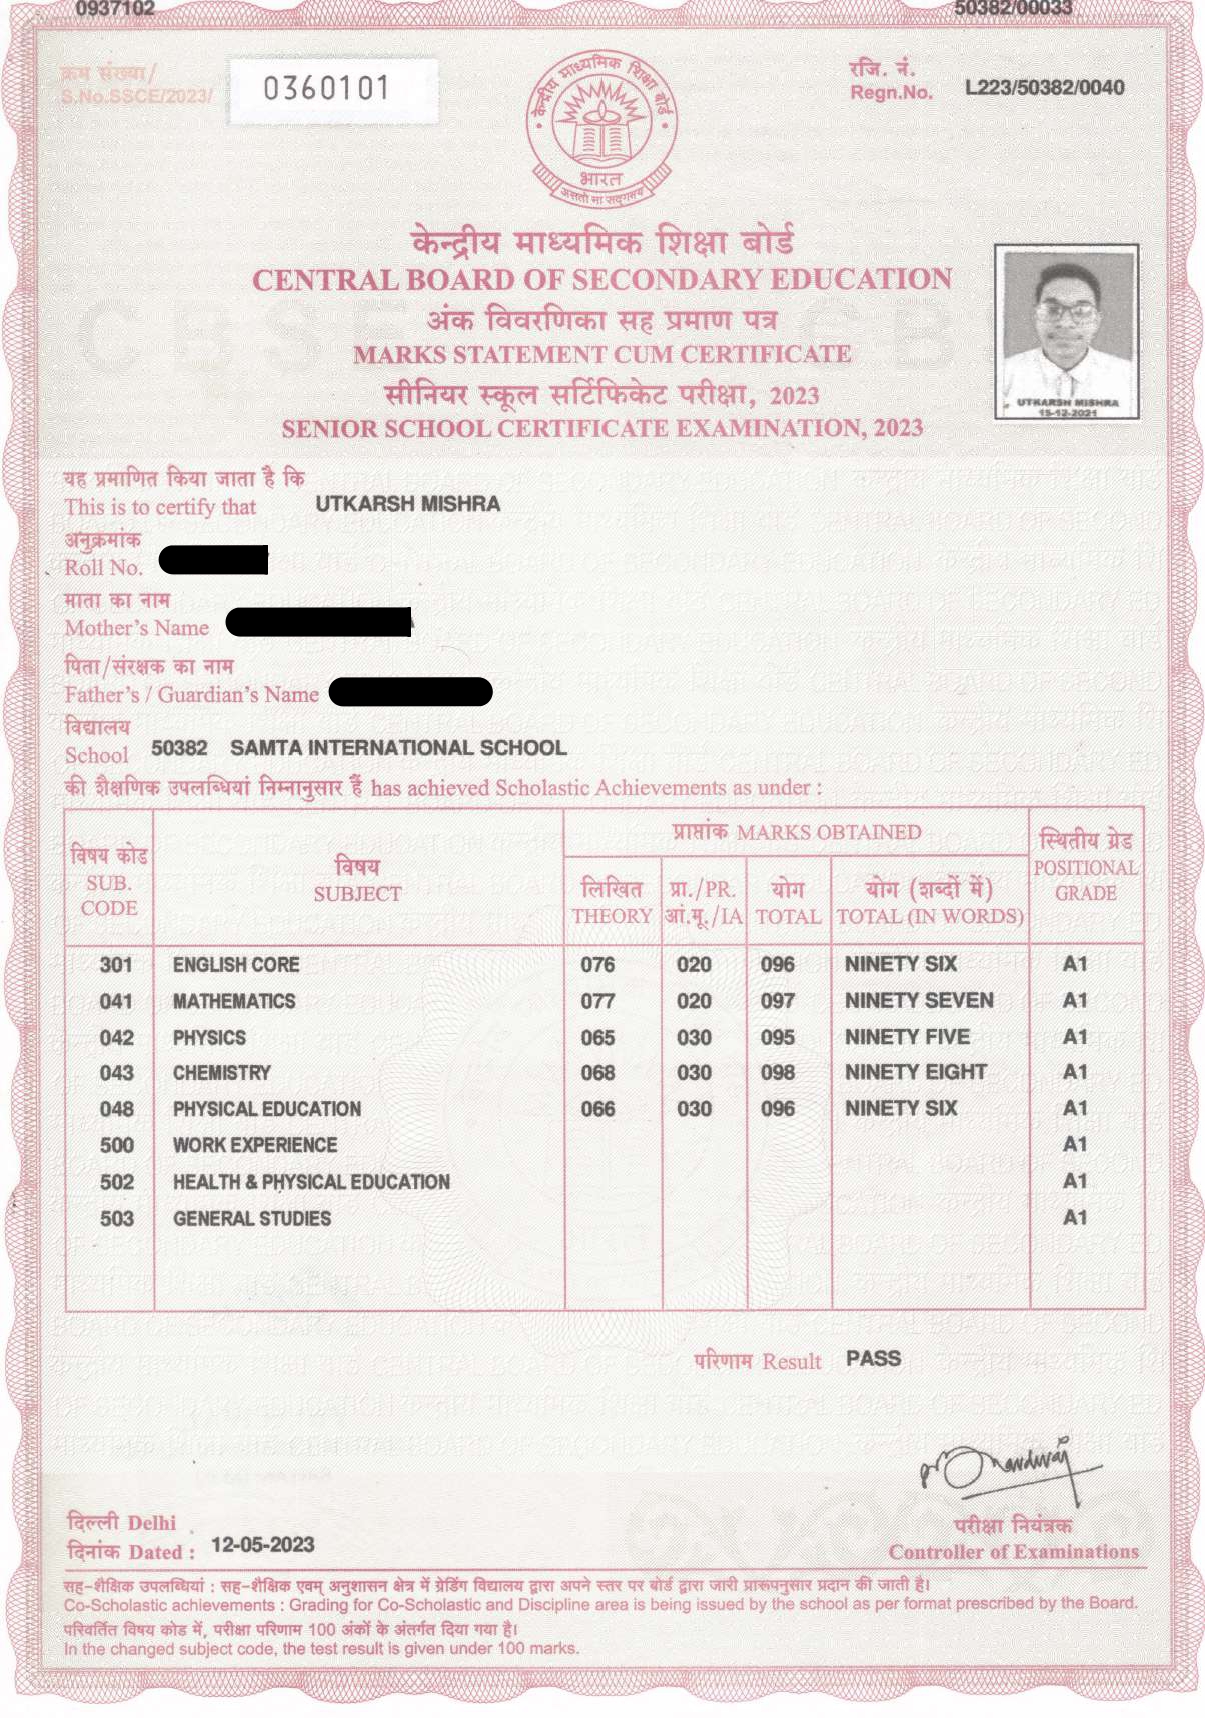 0937102
50382/00033
क्रम संख्या/
S.No.SSCE/2023/
0360101
रजि. नं.
Regn.No. L223/50382/0040
केन्द्रीय माध्यमिक शिक्षा बोर्ड
भारत
असतो मा सद्गमय
केन्द्रीय माध्यमिक शिक्षा बोर्ड
CENTRAL BOARD OF SECONDARY EDUCATION
अंक विवरणिका सह प्रमाण पत्र
MARKS STATEMENT CUM CERTIFICATE
सीनियर स्कूल सर्टिफिकेट परीक्षा, 2023
SENIOR SCHOOL CERTIFICATE EXAMINATION, 2023
UTKARSH MISHRA
15-12-2021
यह प्रमाणित किया जाता है कि
This is to certify that UTKARSH MISHRA
अनुक्रमांक
Roll No.
माता का नाम
Mother's Name
पिता/संरक्षक का नाम
Father's / Guardian's Name
विद्यालय
School 50382 SAMTA INTERNATIONAL SCHOOL
की शैक्षणिक उपलब्धियां निम्नानुसार हैं has achieved Scholastic Achievements as under :
विषय कोड
SUB.
CODE
विषय
SUBJECT
प्राप्तांक MARKS OBTAINED
लिखित
THEORY
प्रा./PR.
आं.मू./IA
योग
TOTAL
योग (शब्दों में)
TOTAL (IN WORDS)
स्थितीय ग्रेड
POSITIONAL
GRADE
301 ENGLISH CORE 076 020 096 NINETY SIX A1
041 MATHEMATICS 077 020 097 NINETY SEVEN A1
042 PHYSICS 065 030 095 NINETY FIVE A1
043 CHEMISTRY 068 030 098 NINETY EIGHT A1
048 PHYSICAL EDUCATION 066 030 096 NINETY SIX A1
500 WORK EXPERIENCE A1
502 HEALTH & PHYSICAL EDUCATION A1
503 GENERAL STUDIES A1
परिणाम Result PASS
दिल्ली Delhi
दिनांक Dated : 12-05-2023
परीक्षा नियंत्रक
Controller of Examinations
सह-शैक्षिक उपलब्धियां : सह-शैक्षिक एवम् अनुशासन क्षेत्र में ग्रेडिंग विद्यालय द्वारा अपने स्तर पर बोर्ड द्वारा जारी प्रारूपनुसार प्रदान की जाती है।
Co-Scholastic achievements : Grading for Co-Scholastic and Discipline area is being issued by the school as per format prescribed by the Board.
परिवर्तित विषय कोड में, परीक्षा परिणाम 100 अंकों के अंतर्गत दिया गया है।
In the changed subject code, the test result is given under 100 marks.